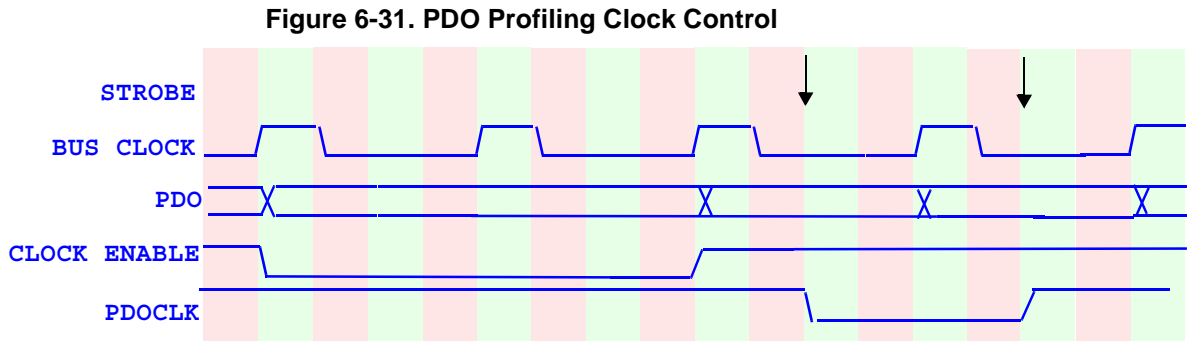 Figure 6-31. PDO Profiling Clock Control
STROBE
BUS CLOCK
PDO
CLOCK ENABLE
PDOCLK